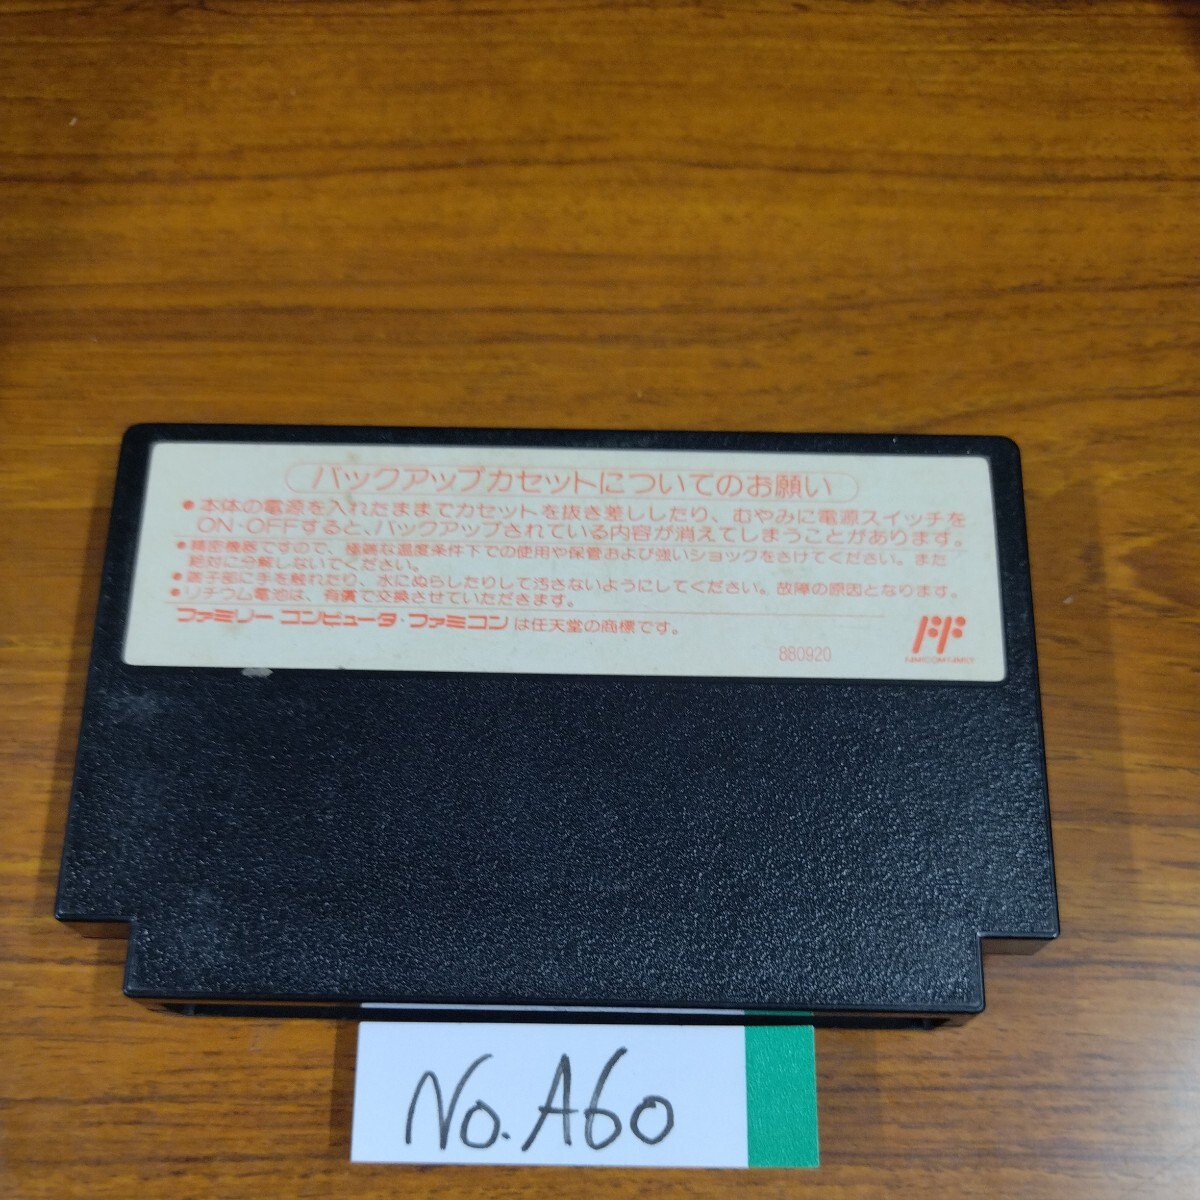 バックアップカセットについてのお願い
●本体の電源を入れたままでカセットを抜き差ししたり、むやみに電源スイッチを
ON・OFFすると、バックアップされている内容が消えてしまうことがあります。
●精密機器ですので、極端な温度条件下での使用や保管および強いショックをさけてください。また
絶対に分解しないでください。
●端子部に手を触れたり、水にぬらしたりして汚さないようにしてください。故障の原因となります。
●リチウム電池は、有償で交換させていただきます。
ファミリー コンピュータ・ファミコンは任天堂の商標です。
FF
FAMICOM FAMILY
880920
No. A60